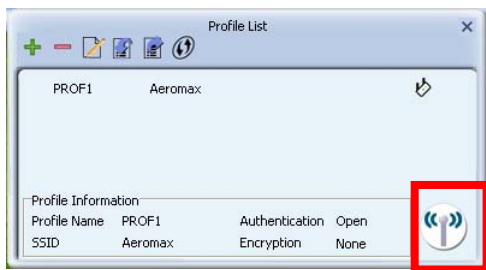 Profile List
PROF1 Aeromax
Profile Information
Profile Name PROF1 Authentication Open
SSID Aeromax Encryption None